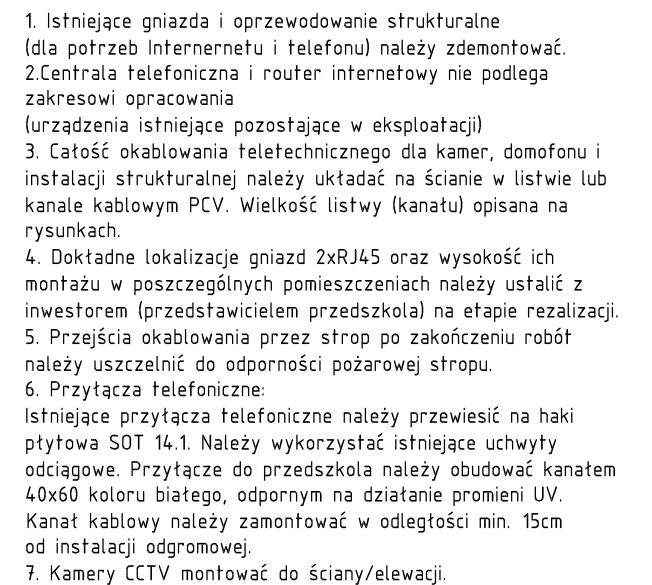 1. Istniejące gniazda i oprzewodowanie strukturalne
(dla potrzeb Internernetu i telefonu) należy zdemontować.
2.Centrala telefoniczna i router internetowy nie podlega
zakresowi opracowania
(urządzenia istniejące pozostające w eksploatacji)
3. Całość okablowania teletechnicznego dla kamer, domofonu i
instalacji strukturalnej należy układać na ścianie w listwie lub
kanale kablowym PCV. Wielkość listwy (kanału) opisana na
rysunkach.
4. Dokładne lokalizacje gniazd 2xRJ45 oraz wysokość ich
montażu w poszczególnych pomieszczeniach należy ustalić z
inwestorem (przedstawicielem przedszkola) na etapie rezalizacji.
5. Przejścia okablowania przez strop po zakończeniu robót
należy uszczelnić do odporności pożarowej stropu.
6. Przyłącza telefoniczne:
Istniejące przyłącza telefoniczne należy przewiesić na haki
płytowa SOT 14.1. Należy wykorzystać istniejące uchwyty
odciągowe. Przyłącze do przedszkola należy obudować kanałem
40x60 koloru białego, odpornym na działanie promieni UV.
Kanał kablowy należy zamontować w odległości min. 15cm
od instalacji odgromowej.
7. Kamery CCTV montować do ściany/elewacji.